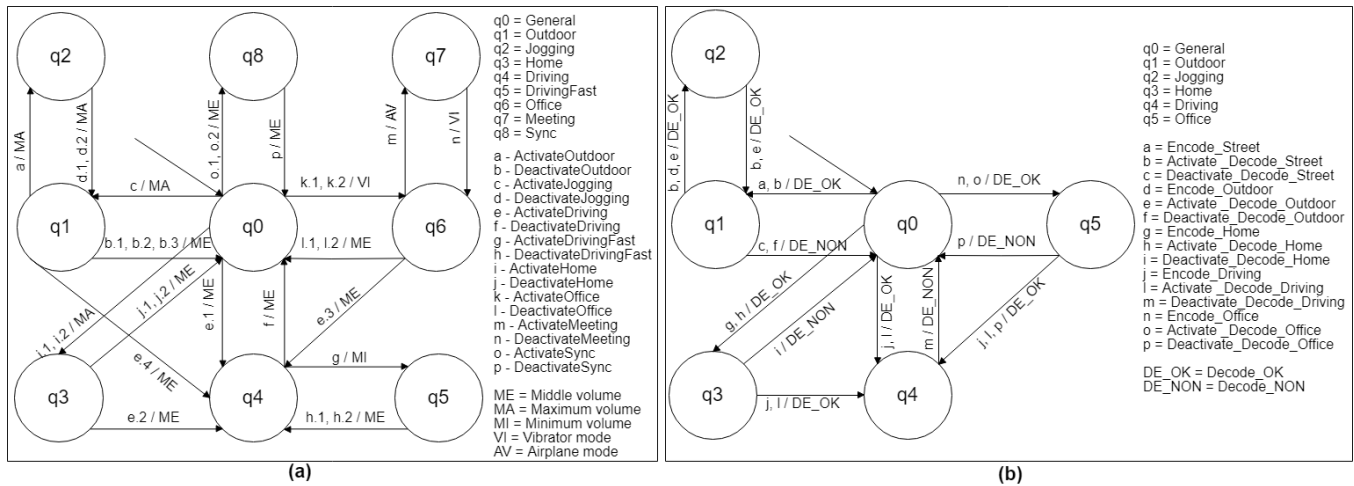 q2
q8
q7
q0 = General
q1 = Outdoor
q2 = Jogging
q3 = Home
q4 = Driving
q5 = DrivingFast
q6 = Office
q7 = Meeting
q8 = Sync
a / MA
d.1, d.2 / MA
o.1, o.2 / ME
p / ME
m / AV
n / VI
c / MA
k.1, k.2 / VI
q1
q0
q6
b.1, b.2, b.3 / ME
l.1, l.2 / ME
i.1, i.2 / MA
j.1, j.2 / ME
e.1 / ME
f / ME
e.3 / ME
e.4 / ME
g / MI
q3
q4
q5
e.2 / ME
h.1, h.2 / ME
a - ActivateOutdoor
b - DeactivateOutdoor
c - ActivateJogging
d - DeactivateJogging
e - ActivateDriving
f - DeactivateDriving
g - ActivateDrivingFast
h - DeactivateDrivingFast
i - ActivateHome
j - DeactivateHome
k - ActivateOffice
l - DeactivateOffice
m - ActivateMeeting
n - DeactivateMeeting
o - ActivateSync
p - DeactivateSync
ME = Middle volume
MA = Maximum volume
MI = Minimum volume
VI = Vibrator mode
AV = Airplane mode
(a)
q2
b, d, e / DE_OK
b, e / DE_OK
a, b / DE_OK
n, o / DE_OK
q1
q0
q5
c, f / DE_NON
p / DE_NON
g, h / DE_OK
i / DE_NON
j, l / DE_OK
m / DE_NON
j, l, p / DE_OK
q3
q4
j, l / DE_OK
q0 = General
q1 = Outdoor
q2 = Jogging
q3 = Home
q4 = Driving
q5 = Office
a = Encode_Street
b = Activate_Decode_Street
c = Deactivate_Decode_Street
d = Encode_Outdoor
e = Activate_Decode_Outdoor
f = Deactivate_Decode_Outdoor
g = Encode_Home
h = Activate_Decode_Home
i = Deactivate_Decode_Home
j = Encode_Driving
l = Activate_Decode_Driving
m = Deactivate_Decode_Driving
n = Encode_Office
o = Activate_Decode_Office
p = Deactivate_Decode_Office
DE_OK = Decode_OK
DE_NON = Decode_NON
(b)